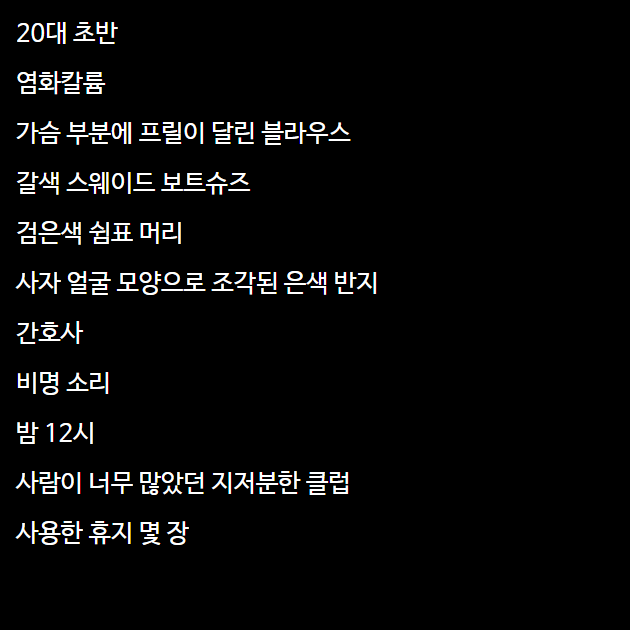 20대 초반
염화칼륨
가슴 부분에 프릴이 달린 블라우스
갈색 스웨이드 보트슈즈
검은색 쉼표 머리
사자 얼굴 모양으로 조각된 은색 반지
간호사
비명 소리
밤 12시
사람이 너무 많았던 지저분한 클럽
사용한 휴지 몇 장